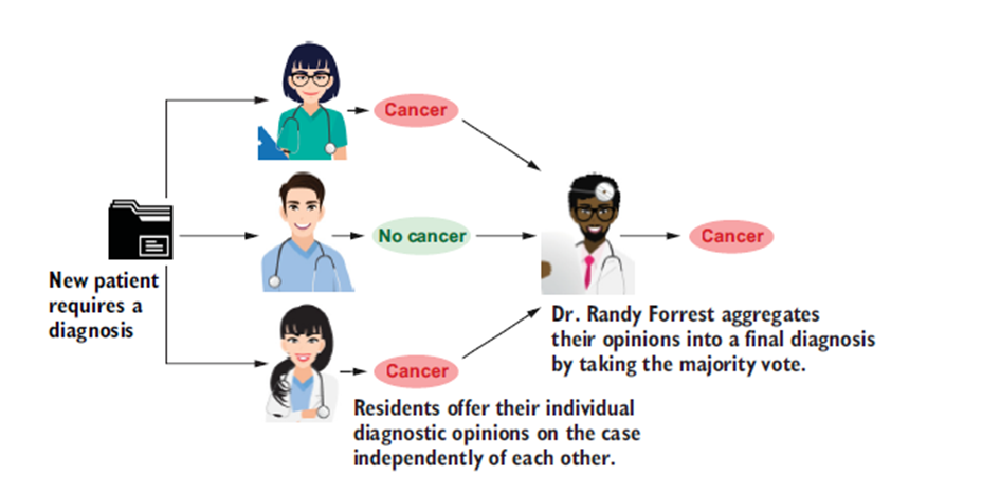 Cancer
No cancer
Cancer
New patient
requires a
diagnosis
Cancer
Dr. Randy Forrest aggregates
their opinions into a final diagnosis
by taking the majority vote.
Residents offer their individual
diagnostic opinions on the case
independently of each other.